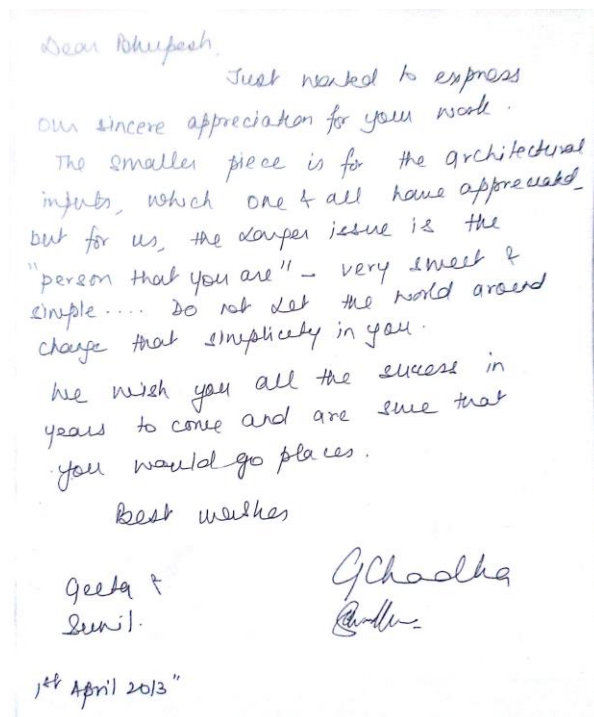 Dear Bhupesh,
Just wanted to express
our sincere appreciation for your work.
The smaller piece is for the architectural
inputs, which one & all have appreciated
but for us, the larger issue is the
"person that you are" - very sweet &
simple .... Do not let the world around
change that simplicity in you.
We wish you all the success in
years to come and are sure that
you would go places.
Best wishes
Geeta &
Sunil.
GChadha
1st April 2013"